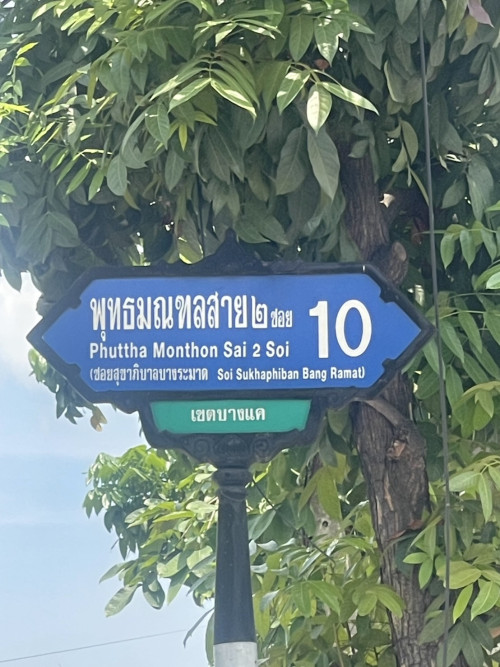 พุทธมณฑลสาย ๒ ซอย 10
Phuttha Monthon Sai 2 Soi
(ซอยสุขาภิบาลบางระมาด Soi Sukhaphiban Bang Ramat)
เขตบางแค